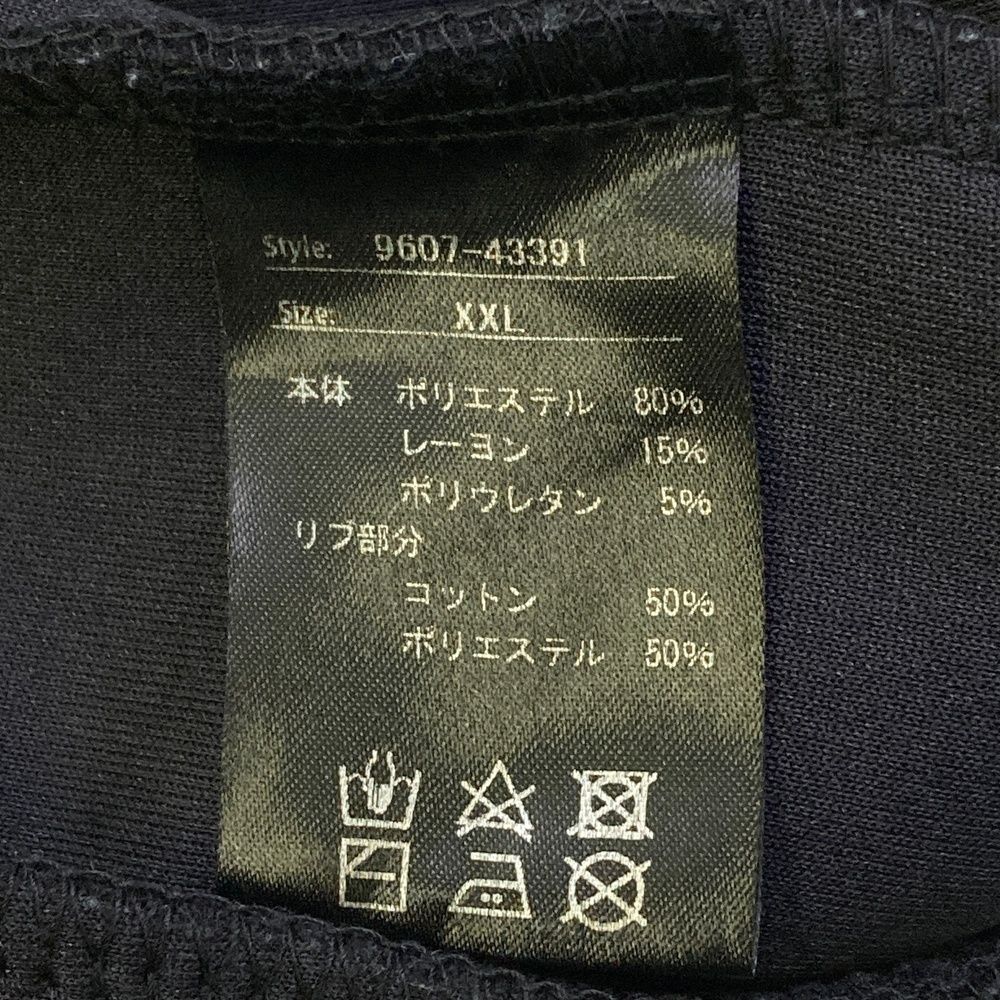 Style: 9607-43391
Size: XXL
本体 ポリエステル 80%
レーヨン 15%
ポリウレタン 5%
リブ部分
コットン 50%
ポリエステル 50%